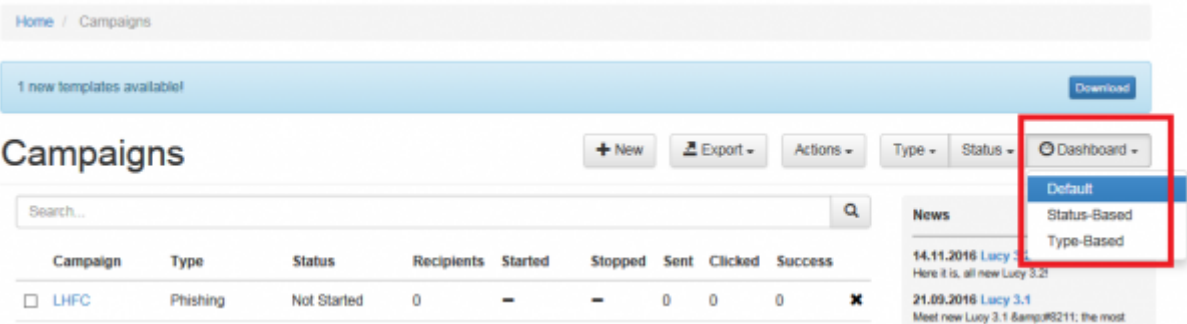 Home / Campaigns
1 new templates available!
Download
Campaigns
New
Export
Actions
Type
Status
Dashboard
Default
Status-Based
Type-Based
Search...
News
Campaign Type Status Recipients Started Stopped Sent Clicked Success
14.11.2016 Lucy 3.2
Here it is, all new Lucy 3.2!
LHFC Phishing Not Started 0 – – 0 0 0
21.09.2016 Lucy 3.1
Meet new Lucy 3.1 &amp;#8211; the most